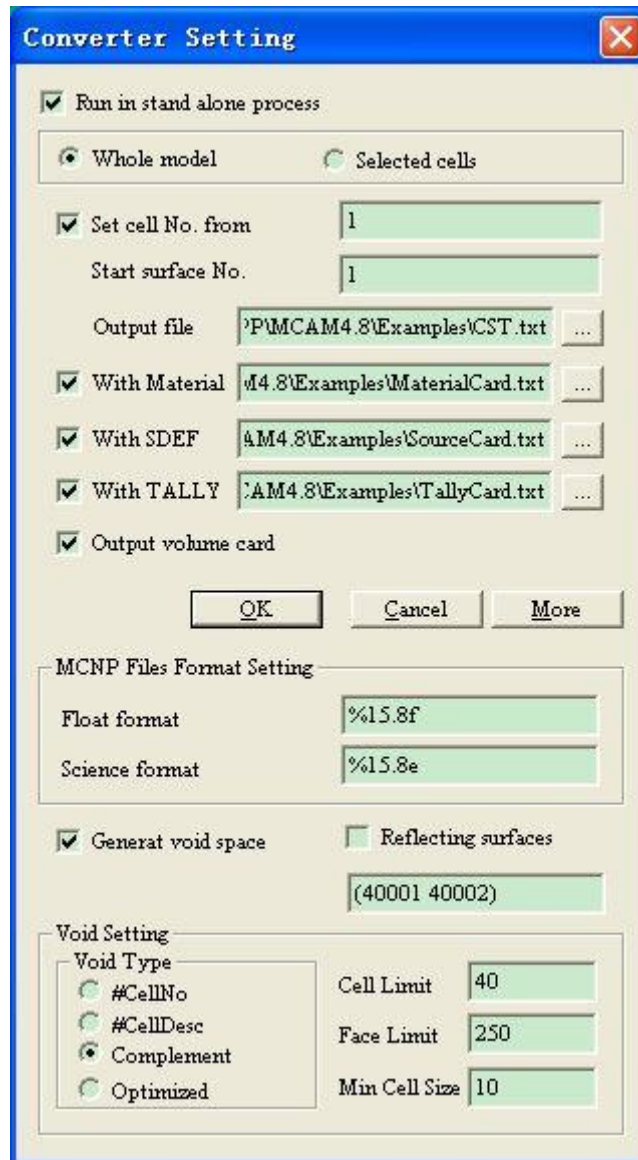 Converter Setting
Run in stand alone process
Whole model
Selected cells
Set cell No. from
1
Start surface No.
1
Output file
?P\MCAM4.8\Examples\CST.txt
...
With Material
M4.8\Examples\MaterialCard.txt
...
With SDEF
AM4.8\Examples\SourceCard.txt
...
With TALLY
CAM4.8\Examples\TallyCard.txt
...
Output volume card
OK
Cancel
More
MCNP Files Format Setting
Float format
%15.8f
Science format
%15.8e
Generat void space
Reflecting surfaces
(40001 40002)
Void Setting
Void Type
#CellNo
#CellDesc
Complement
Optimized
Cell Limit
40
Face Limit
250
Min Cell Size
10